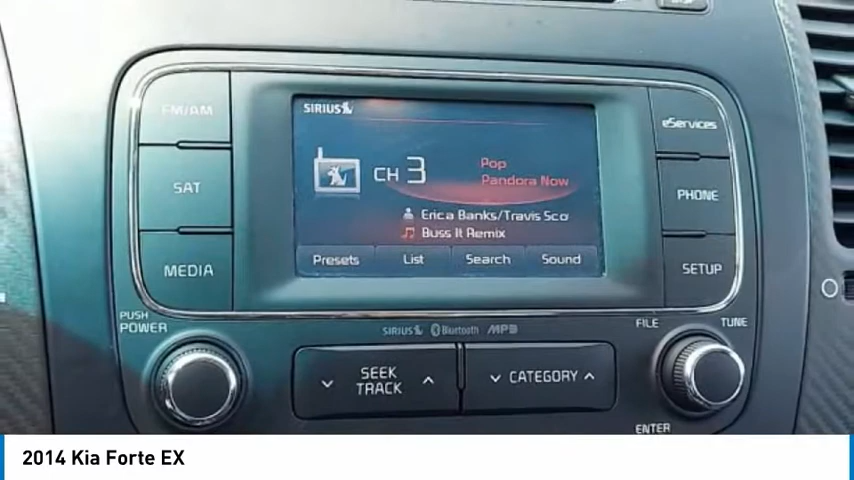 SIRIUS
FM/AM
eServices
CH 3
Pop
Pandora Now
SAT
PHONE
Erica Banks/Travis Sco
Buss It Remix
Presets
List
Search
Sound
MEDIA
SETUP
PUSH
POWER
SIRIUS Bluetooth MP3
FILE
TUNE
SEEK
TRACK
CATEGORY
ENTER
2014 Kia Forte EX